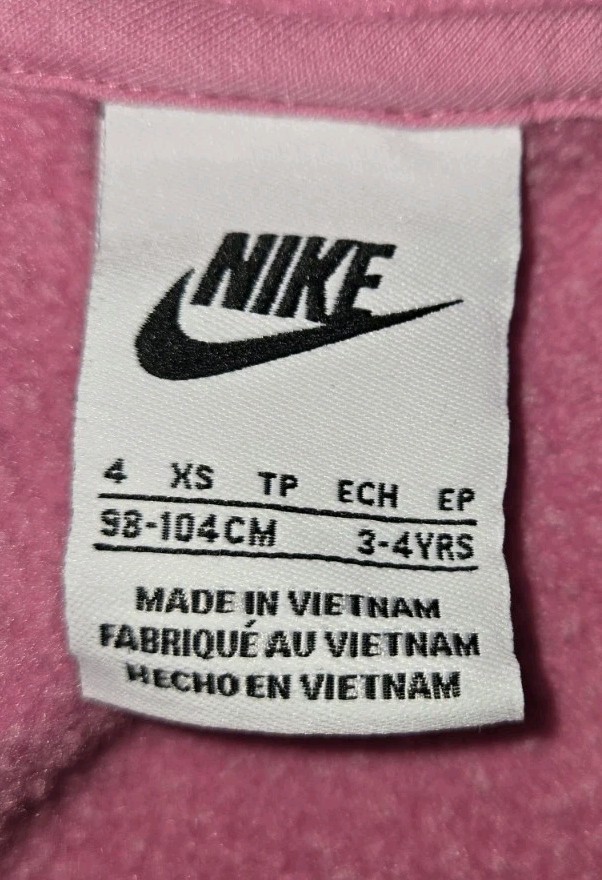 NIKE
4 XS TP ECH EP
98-104CM 3-4YRS
MADE IN VIETNAM
FABRIQUÉ AU VIETNAM
HECHO EN VIETNAM